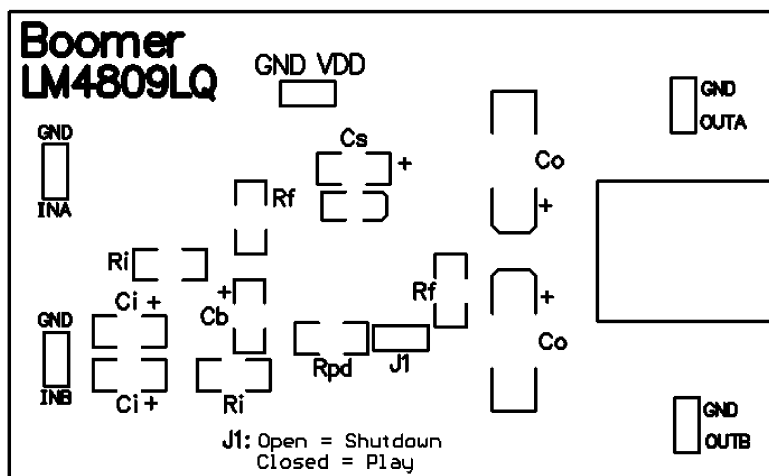 Boomer
LM4809LQ
GND VDD
GND
OUTA
GND
INA
Cs
+
Co
+
Rf
Ri
Ci +
+
Cb
Rf
+
Co
GND
INB
Rpd
J1
Ci +
Ri
GND
OUTB
J1: Open = Shutdown
Closed = Play